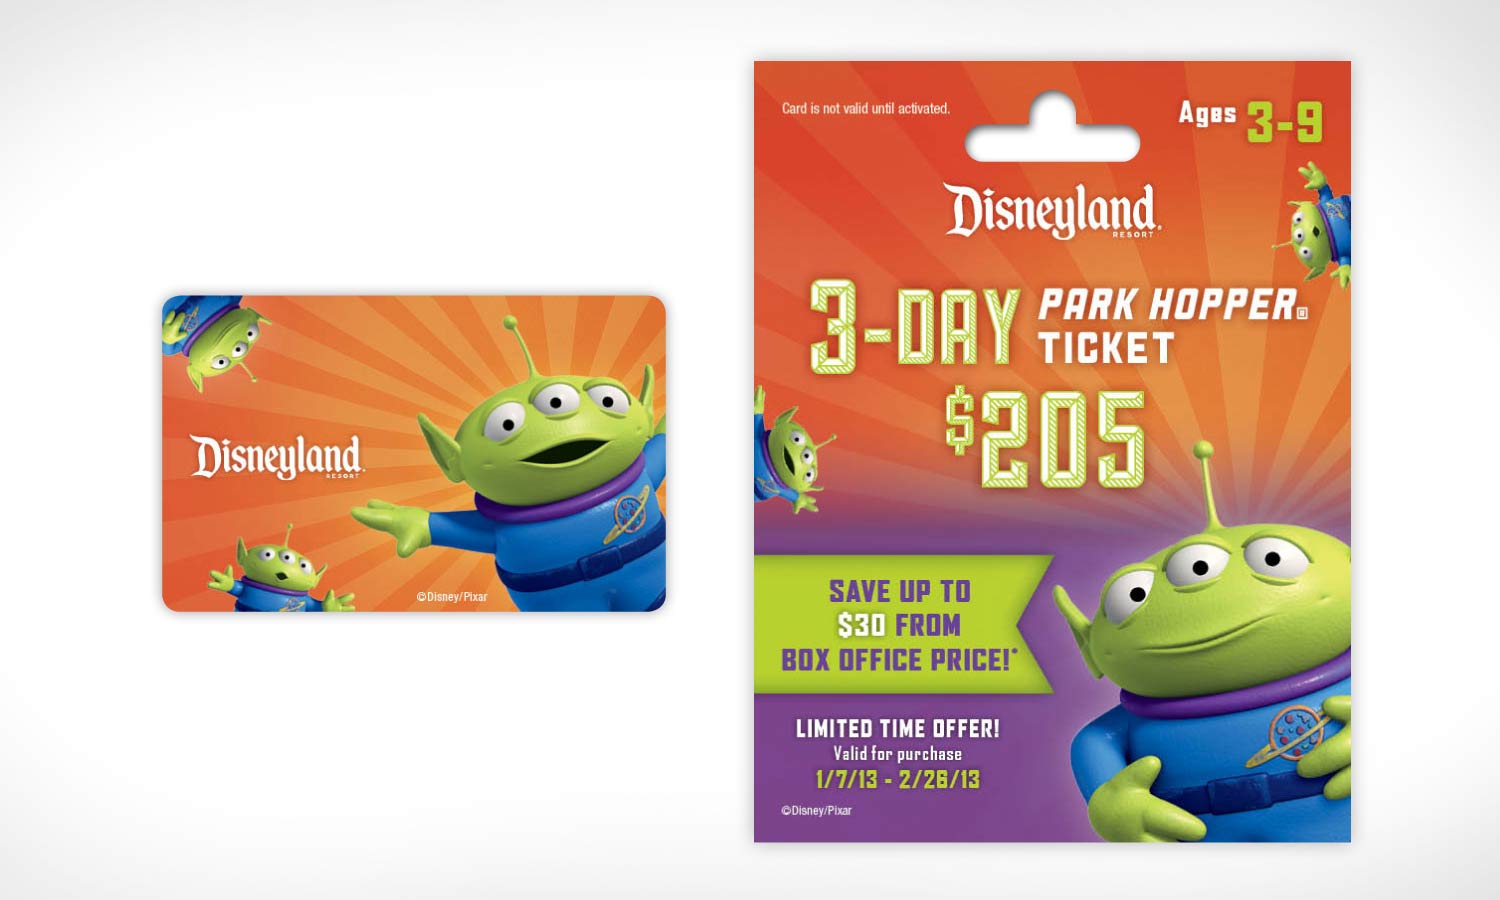 Disneyland
RESORT
©Disney/Pixar
Card is not valid until activated.
Ages 3-9
Disneyland®
RESORT
3-DAY PARK HOPPER®
TICKET
$205
SAVE UP TO
$30 FROM
BOX OFFICE PRICE!*
LIMITED TIME OFFER!
Valid for purchase
1/7/13 - 2/26/13
©Disney/Pixar